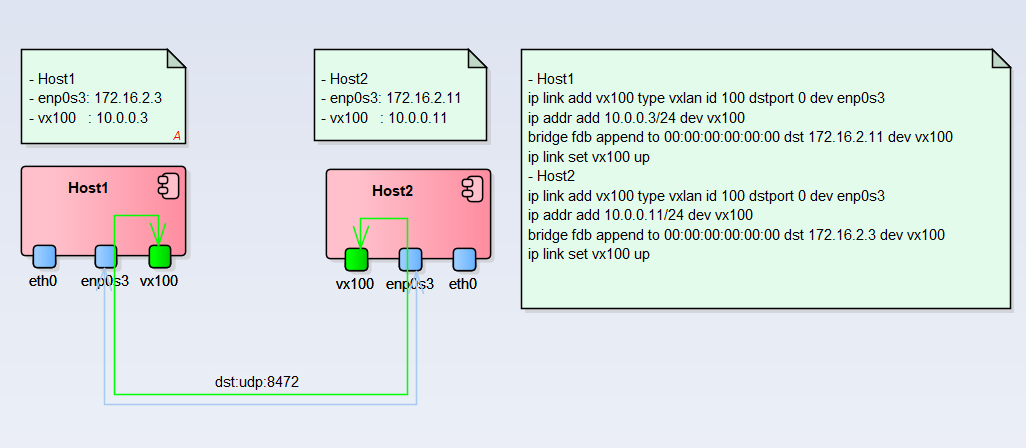 - Host1
- enp0s3: 172.16.2.3
- vx100 : 10.0.0.3
A
- Host2
- enp0s3: 172.16.2.11
- vx100 : 10.0.0.11
- Host1
ip link add vx100 type vxlan id 100 dstport 0 dev enp0s3
ip addr add 10.0.0.3/24 dev vx100
bridge fdb append to 00:00:00:00:00:00 dst 172.16.2.11 dev vx100
ip link set vx100 up
- Host2
ip link add vx100 type vxlan id 100 dstport 0 dev enp0s3
ip addr add 10.0.0.11/24 dev vx100
bridge fdb append to 00:00:00:00:00:00 dst 172.16.2.3 dev vx100
ip link set vx100 up
Host1
eth0 enp0s3 vx100
Host2
vx100 enp0s3 eth0
dst:udp:8472